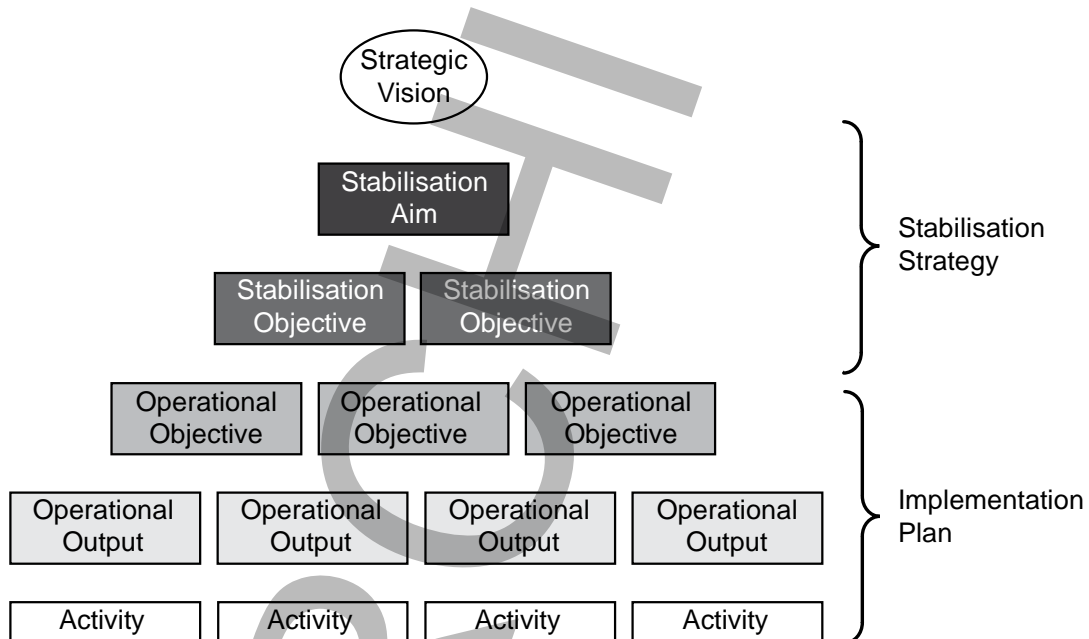 Strategic
Vision
Stabilisation
Aim
Stabilisation
Strategy
Stabilisation
Objective
Stabilisation
Objective
Operational
Objective
Operational
Objective
Operational
Objective
Implementation
Plan
Operational
Output
Operational
Output
Operational
Output
Operational
Output
Activity
Activity
Activity
Activity